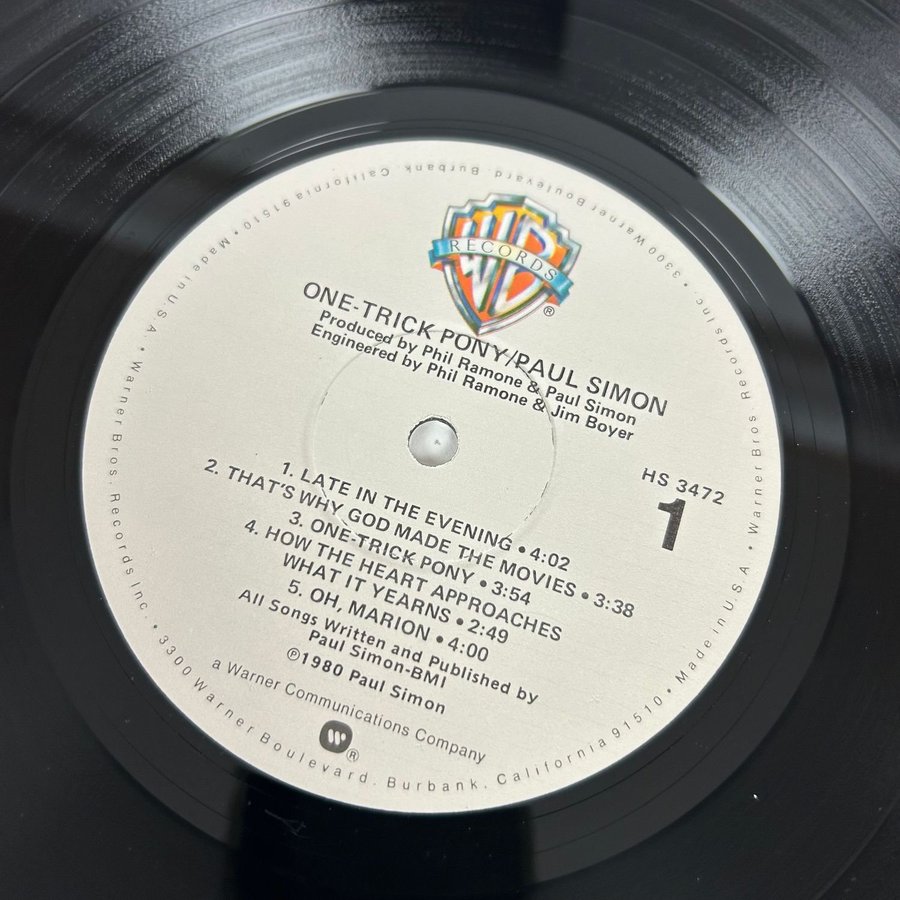 RECORDS
ONE-TRICK PONY/PAUL SIMON
Produced by Phil Ramone & Paul Simon
Engineered by Phil Ramone & Jim Boyer
HS 3472
1
1. LATE IN THE EVENING • 4:02
2. THAT'S WHY GOD MADE THE MOVIES • 3:38
3. ONE-TRICK PONY • 3:54
4. HOW THE HEART APPROACHES
WHAT IT YEARNS • 2:49
5. OH, MARION • 4:00
All Songs Written and Published by
Paul Simon-BMI
℗1980 Paul Simon
a Warner Communications Company
W ®
WB ®
Warner Bros. Records Inc. • 3300 Warner Boulevard. Burbank. California 91510 • Made in U.S.A. • Warner Bros Records Inc. • 3300 Warner Boulevard. Burbank. California 91510 • Made in U.S.A. •